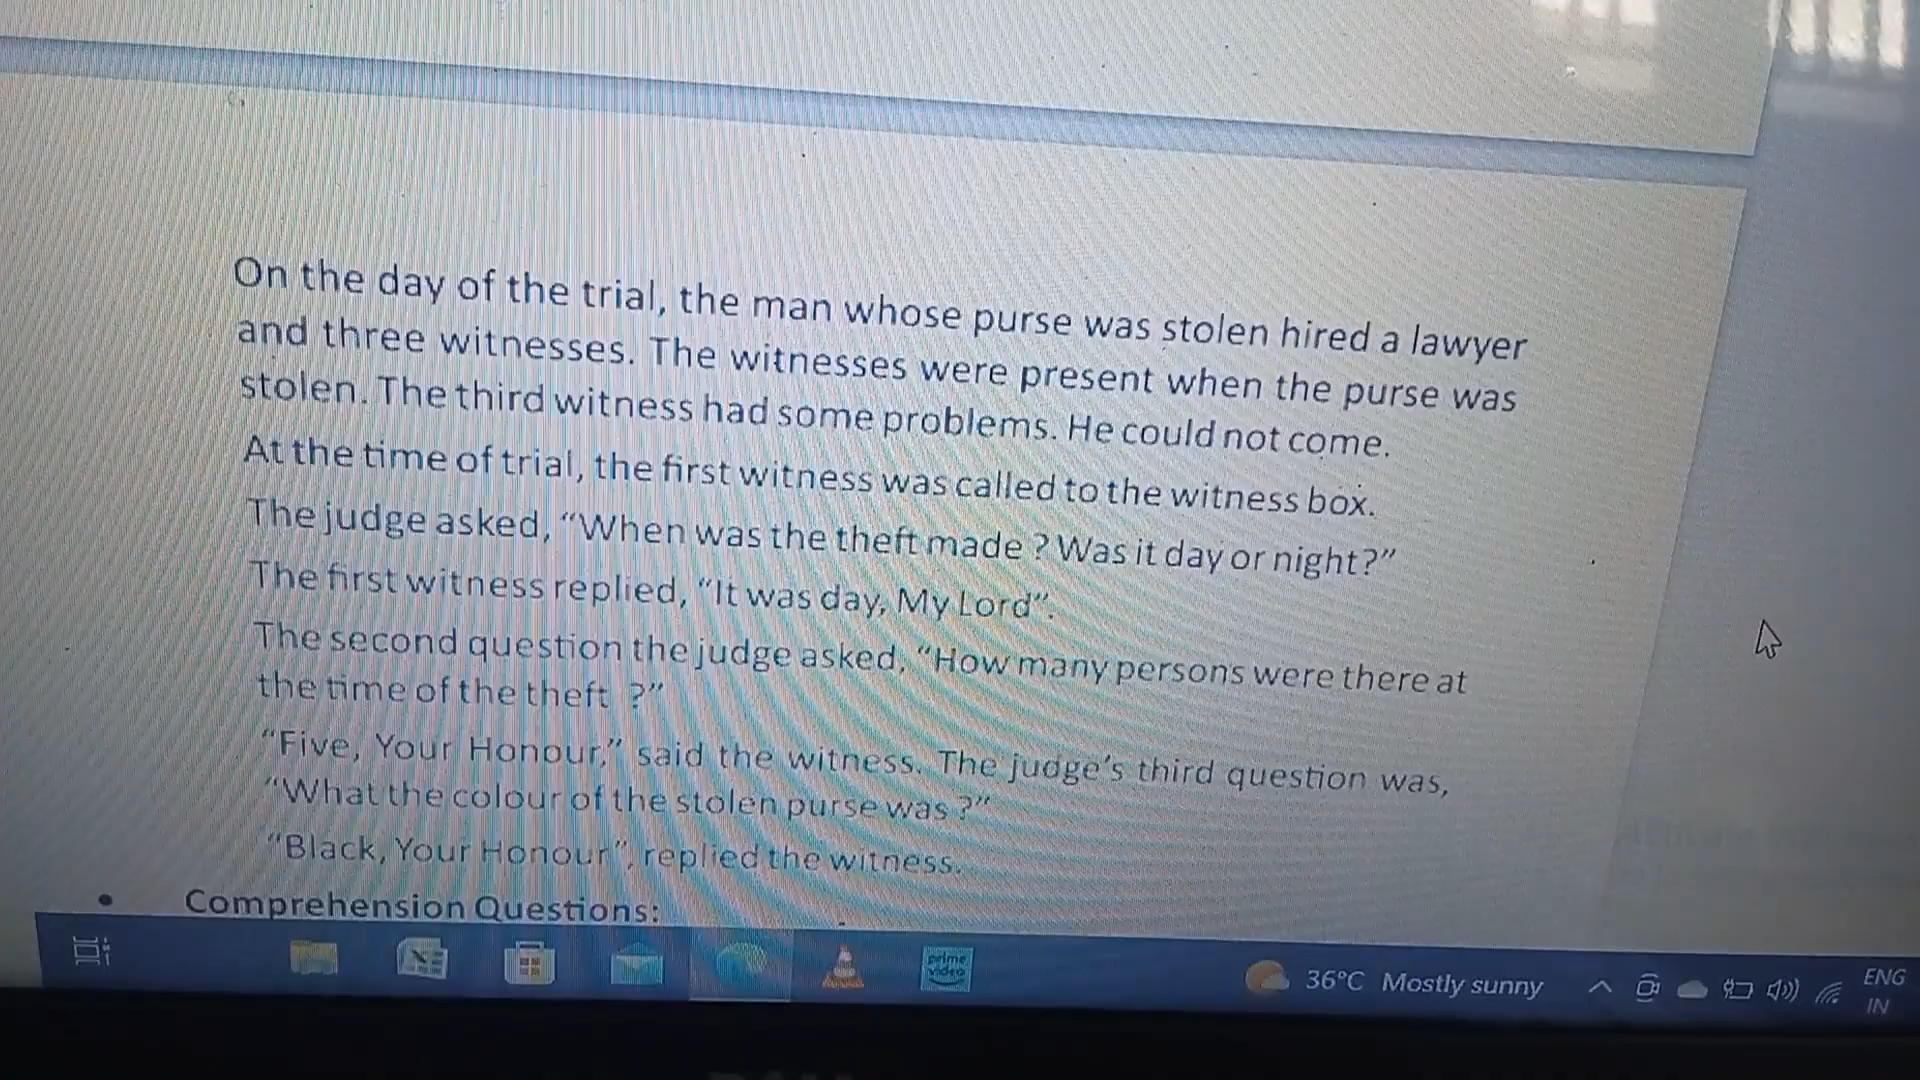 On the day of the trial, the man whose purse was stolen hired a lawyer
and three witnesses. The witnesses were present when the purse was
stolen. The third witness had some problems. He could not come.
At the time of trial, the first witness was called to the witness box.
The judge asked, “When was the theft made ? Was it day or night?”
The first witness replied, “It was day, My Lord”.
The second question the judge asked, “How many persons were there at
the time of the theft ?”
“Five, Your Honour,” said the witness. The judge’s third question was,
“What the colour of the stolen purse was ?”
“Black, Your Honour”, replied the witness.
• Comprehension Questions:
prime
video
36°C Mostly sunny
ENG
IN